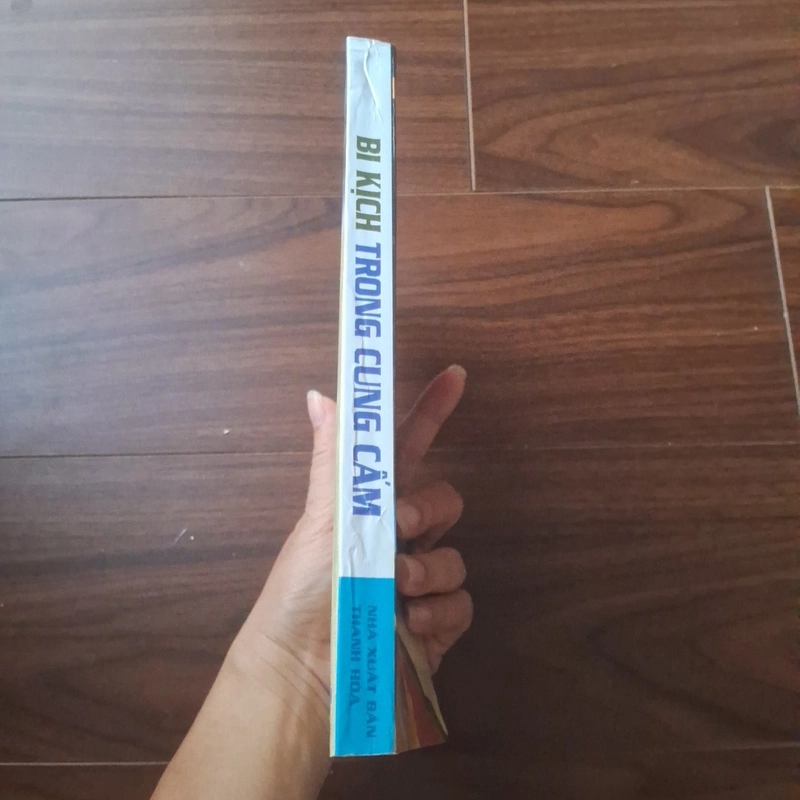 BI KỊCH TRONG CUNG CẤM
NHÀ XUẤT BẢN
THANH HÓA